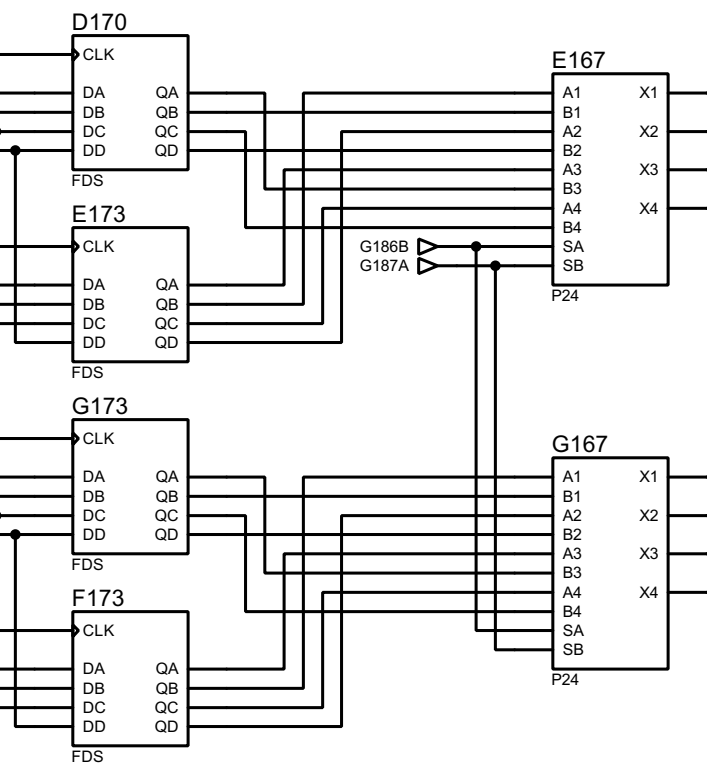 D170
CLK
DA QA
DB QB
DC QC
DD QD
FDS
E173
CLK
DA QA
DB QB
DC QC
DD QD
FDS
G173
CLK
DA QA
DB QB
DC QC
DD QD
FDS
F173
CLK
DA QA
DB QB
DC QC
DD QD
FDS
G186B
G187A
E167
A1 X1
B1
A2 X2
B2
A3 X3
B3
A4 X4
B4
SA
SB
P24
G167
A1 X1
B1
A2 X2
B2
A3 X3
B3
A4 X4
B4
SA
SB
P24